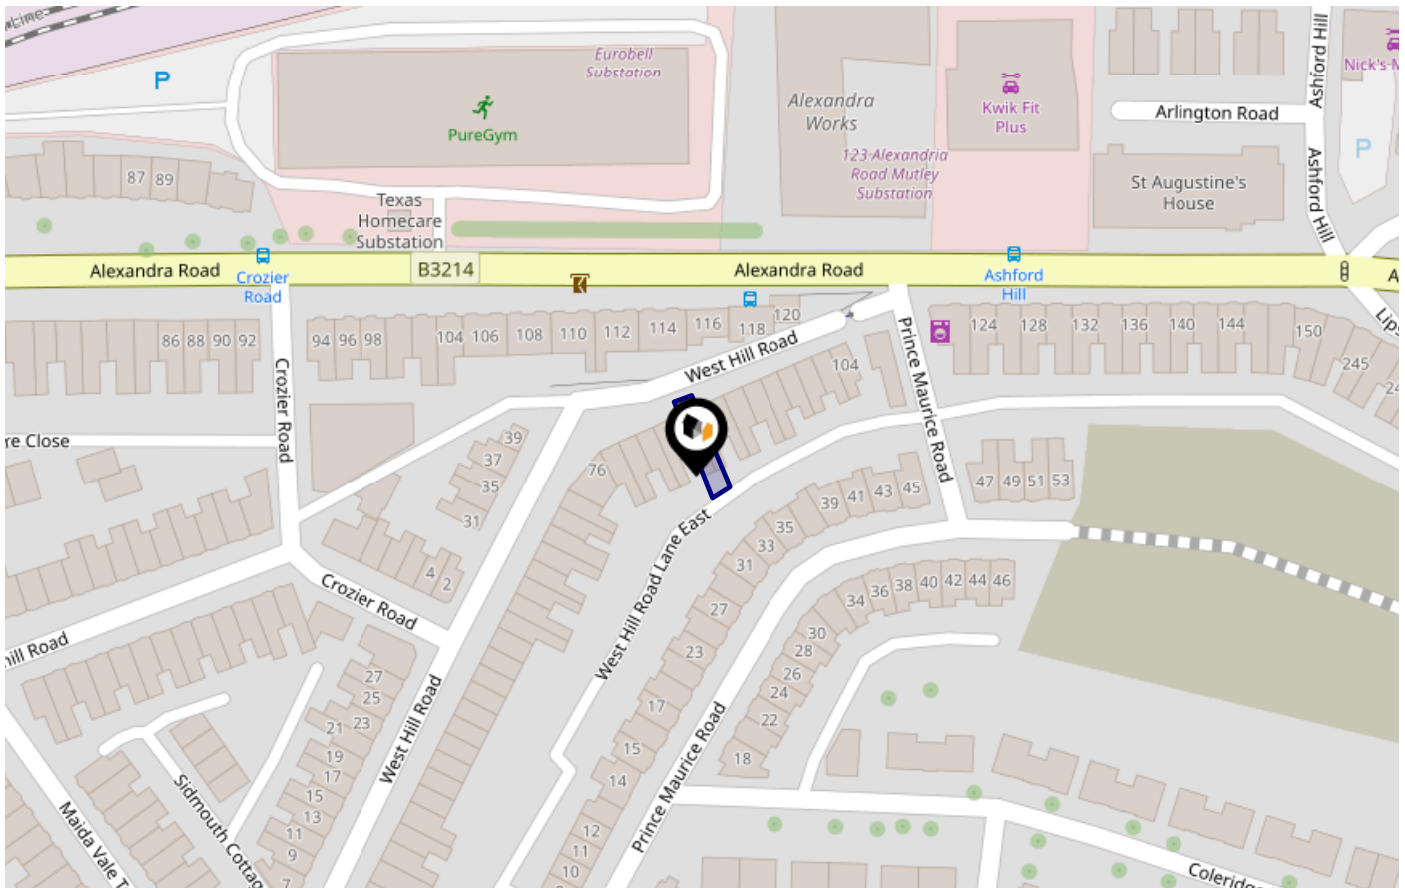 Lime
Eurobell
Substation
P
PureGym
Alexandra
Works
Kwik Fit
Plus
Ashford Hill
Nick's M
Arlington Road
P
123 Alexandria
Road Mutley
Substation
Ashford Hill
St Augustine's
House
87 89
Texas
Homecare
Substation
Alexandra Road
Crozier
Road
B3214
Alexandra Road
Ashford
Hill
A
Lips
86 88 90 92
94 96 98
104 106 108 110 112 114 116 118 120
West Hill Road
124 128 132 136 140 144
150
245
24
Prince Maurice Road
104
Crozier Road
re Close
39
37
35
31
76
47 49 51 53
39 41 43 45
35
33
31
27
23
17
15
14
12
11
10
West Hill Road Lane East
4 2
Crozier Road
34 36 38 40 42 44 46
30
28
26
24
22
18
hill Road
27
25
23
21
19
17
15
13
11
9
7
West Hill Road
Prince Maurice Road
Sidmouth Cottag
Maida Vale T
Coleridge